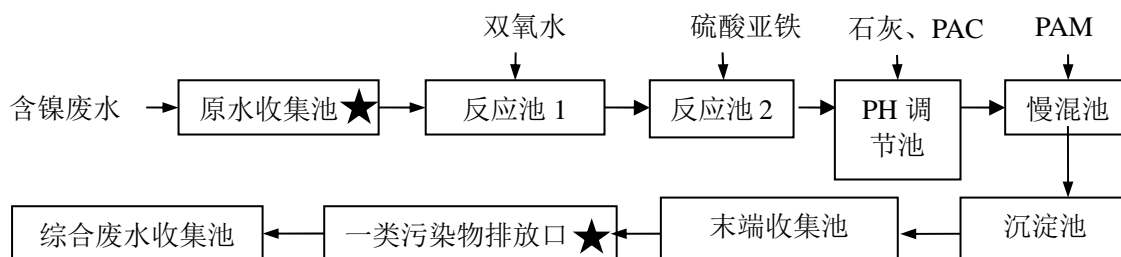 双氧水
硫酸亚铁
石灰、PAC
PAM
含镍废水
原水收集池★
反应池 1
反应池 2
PH 调
节池
慢混池
综合废水收集池
一类污染物排放口★
末端收集池
沉淀池